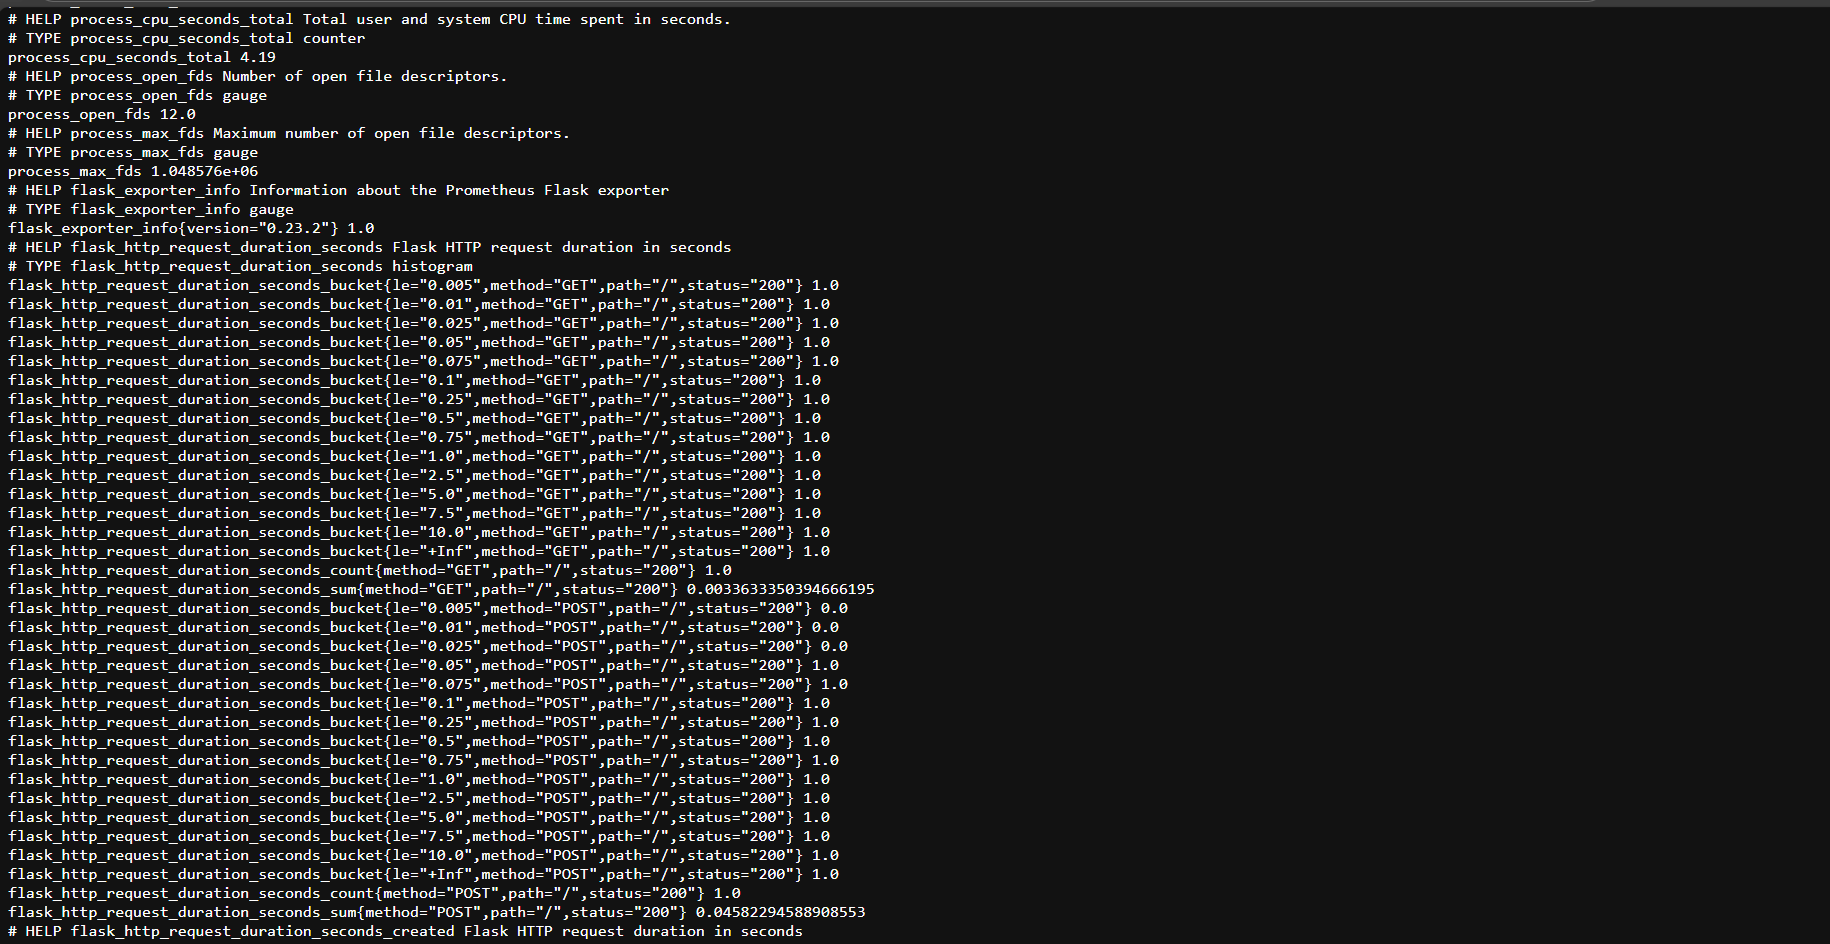 # HELP process_cpu_seconds_total Total user and system CPU time spent in seconds.
# TYPE process_cpu_seconds_total counter
process_cpu_seconds_total 4.19
# HELP process_open_fds Number of open file descriptors.
# TYPE process_open_fds gauge
process_open_fds 12.0
# HELP process_max_fds Maximum number of open file descriptors.
# TYPE process_max_fds gauge
process_max_fds 1.048576e+06
# HELP flask_exporter_info Information about the Prometheus Flask exporter
# TYPE flask_exporter_info gauge
flask_exporter_info{version="0.23.2"} 1.0
# HELP flask_http_request_duration_seconds Flask HTTP request duration in seconds
# TYPE flask_http_request_duration_seconds histogram
flask_http_request_duration_seconds_bucket{le="0.005",method="GET",path="/",status="200"} 1.0
flask_http_request_duration_seconds_bucket{le="0.01",method="GET",path="/",status="200"} 1.0
flask_http_request_duration_seconds_bucket{le="0.025",method="GET",path="/",status="200"} 1.0
flask_http_request_duration_seconds_bucket{le="0.05",method="GET",path="/",status="200"} 1.0
flask_http_request_duration_seconds_bucket{le="0.075",method="GET",path="/",status="200"} 1.0
flask_http_request_duration_seconds_bucket{le="0.1",method="GET",path="/",status="200"} 1.0
flask_http_request_duration_seconds_bucket{le="0.25",method="GET",path="/",status="200"} 1.0
flask_http_request_duration_seconds_bucket{le="0.5",method="GET",path="/",status="200"} 1.0
flask_http_request_duration_seconds_bucket{le="0.75",method="GET",path="/",status="200"} 1.0
flask_http_request_duration_seconds_bucket{le="1.0",method="GET",path="/",status="200"} 1.0
flask_http_request_duration_seconds_bucket{le="2.5",method="GET",path="/",status="200"} 1.0
flask_http_request_duration_seconds_bucket{le="5.0",method="GET",path="/",status="200"} 1.0
flask_http_request_duration_seconds_bucket{le="7.5",method="GET",path="/",status="200"} 1.0
flask_http_request_duration_seconds_bucket{le="10.0",method="GET",path="/",status="200"} 1.0
flask_http_request_duration_seconds_bucket{le="+Inf",method="GET",path="/",status="200"} 1.0
flask_http_request_duration_seconds_count{method="GET",path="/",status="200"} 1.0
flask_http_request_duration_seconds_sum{method="GET",path="/",status="200"} 0.0033633350394666195
flask_http_request_duration_seconds_bucket{le="0.005",method="POST",path="/",status="200"} 0.0
flask_http_request_duration_seconds_bucket{le="0.01",method="POST",path="/",status="200"} 0.0
flask_http_request_duration_seconds_bucket{le="0.025",method="POST",path="/",status="200"} 0.0
flask_http_request_duration_seconds_bucket{le="0.05",method="POST",path="/",status="200"} 1.0
flask_http_request_duration_seconds_bucket{le="0.075",method="POST",path="/",status="200"} 1.0
flask_http_request_duration_seconds_bucket{le="0.1",method="POST",path="/",status="200"} 1.0
flask_http_request_duration_seconds_bucket{le="0.25",method="POST",path="/",status="200"} 1.0
flask_http_request_duration_seconds_bucket{le="0.5",method="POST",path="/",status="200"} 1.0
flask_http_request_duration_seconds_bucket{le="0.75",method="POST",path="/",status="200"} 1.0
flask_http_request_duration_seconds_bucket{le="1.0",method="POST",path="/",status="200"} 1.0
flask_http_request_duration_seconds_bucket{le="2.5",method="POST",path="/",status="200"} 1.0
flask_http_request_duration_seconds_bucket{le="5.0",method="POST",path="/",status="200"} 1.0
flask_http_request_duration_seconds_bucket{le="7.5",method="POST",path="/",status="200"} 1.0
flask_http_request_duration_seconds_bucket{le="10.0",method="POST",path="/",status="200"} 1.0
flask_http_request_duration_seconds_bucket{le="+Inf",method="POST",path="/",status="200"} 1.0
flask_http_request_duration_seconds_count{method="POST",path="/",status="200"} 1.0
flask_http_request_duration_seconds_sum{method="POST",path="/",status="200"} 0.04582294588908553
# HELP flask_http_request_duration_seconds_created Flask HTTP request duration in seconds